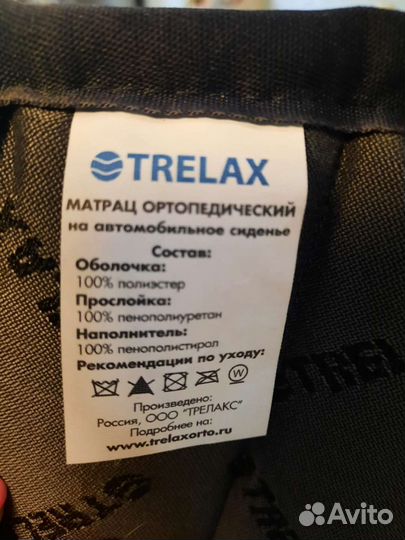 TRELAX
МАТРАЦ ОРТОПЕДИЧЕСКИЙ
на автомобильное сиденье
Состав:
Оболочка:
100% полиэстер
Прослойка:
100% пенополиуретан
Наполнитель:
100% пенополистирол
Рекомендации по уходу:
W
Произведено:
Россия, ООО "ТРЕЛАКС"
Подробнее на:
www.trelaxorto.ru
Avito